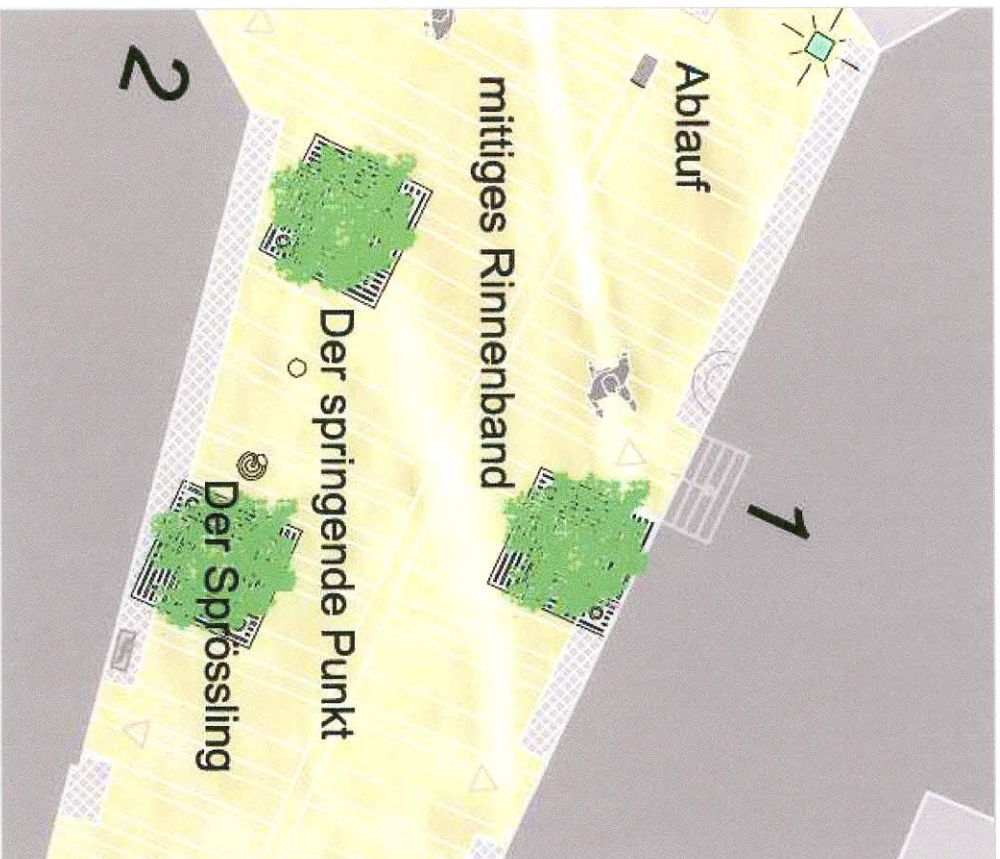 Ablauf
mittiges Rinnenband
1
Der springende Punkt
Der Sprössling
2